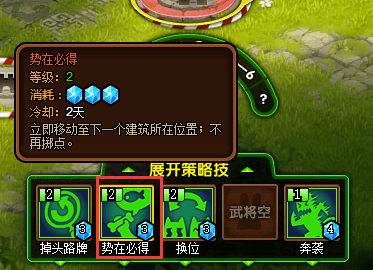 势在必得
等级：2
消耗：
冷却：2天
立即移动至下一个建筑所在位置；不
再掷点。
6
?
展开策略技
2
2
2
1
武将空
3
3
3
4
掉头路牌
势在必得
换位
奔袭